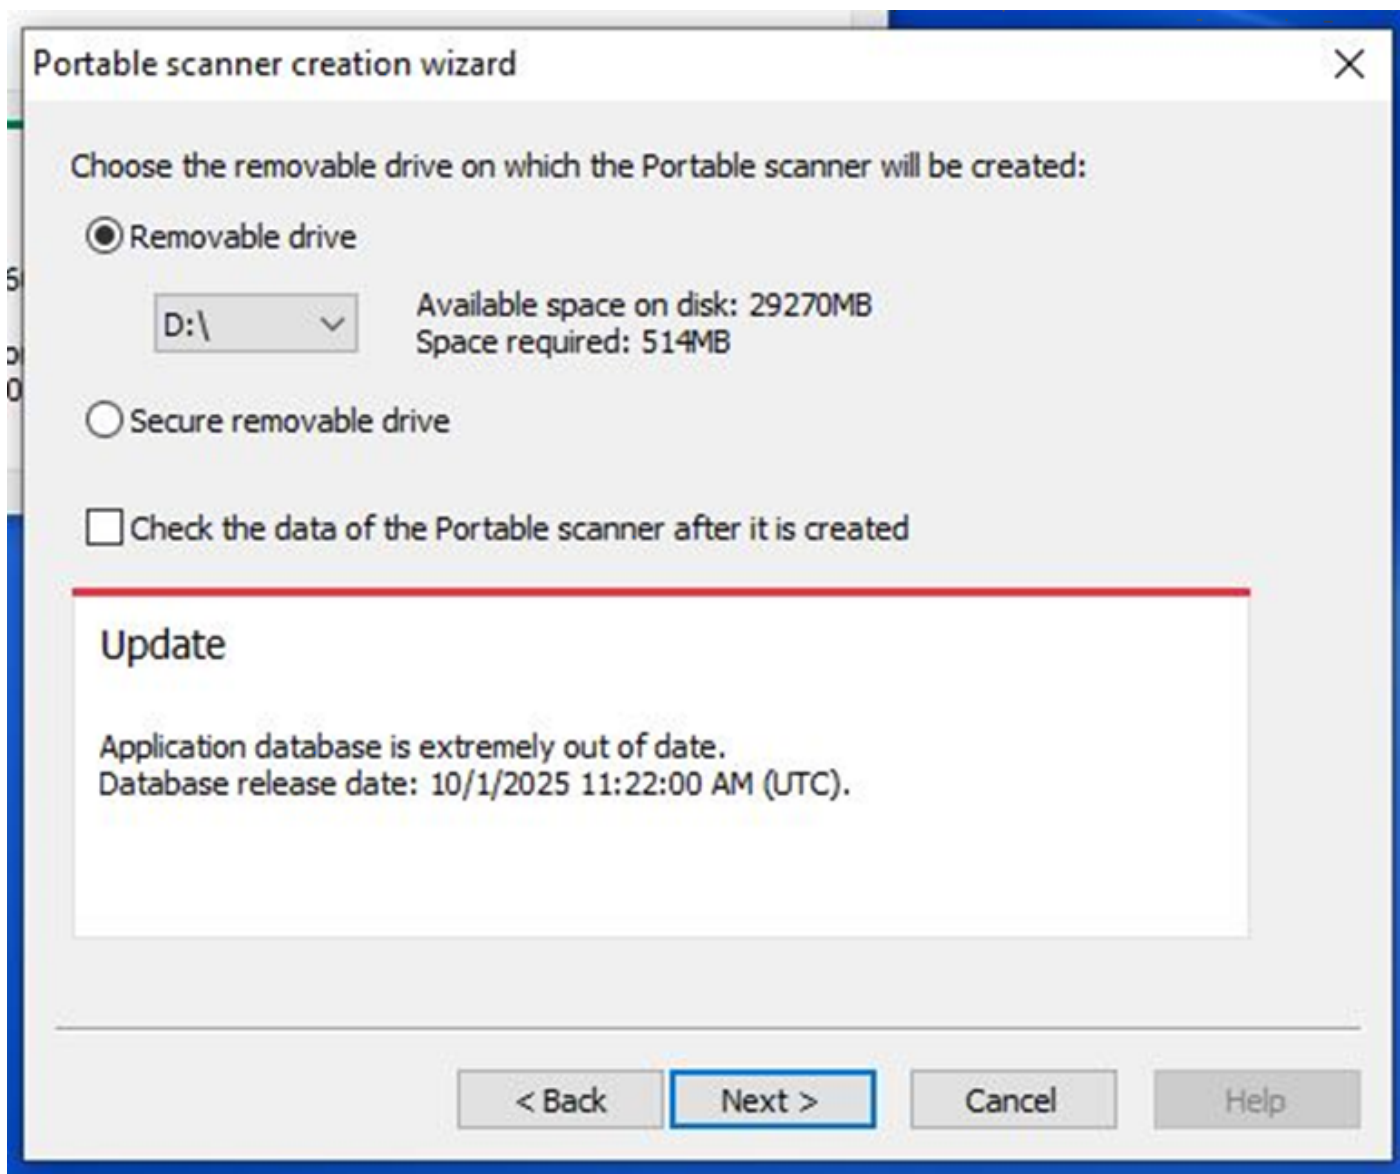 Portable scanner creation wizard
Choose the removable drive on which the Portable scanner will be created:
Removable drive
D:\
Available space on disk: 29270MB
Space required: 514MB
Secure removable drive
Check the data of the Portable scanner after it is created
Update
Application database is extremely out of date.
Database release date: 10/1/2025 11:22:00 AM (UTC).
< Back
Next >
Cancel
Help